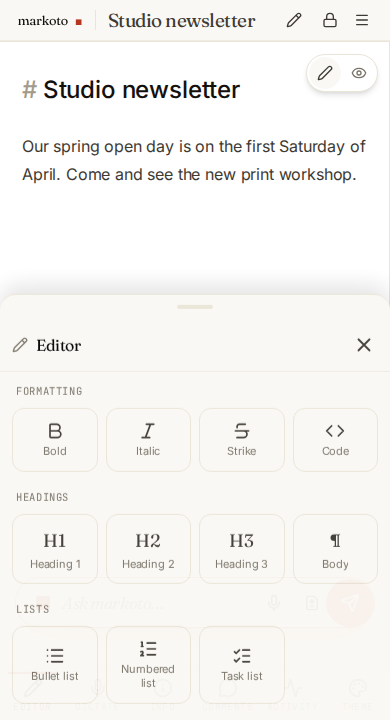 markoto
Studio newsletter
# Studio newsletter
Our spring open day is on the first Saturday of
April. Come and see the new print workshop.
Editor
FORMATTING
Bold
Italic
Strike
Code
HEADINGS
H1
H2
H3
¶
Heading 1
Heading 2
Heading 3
Body
Ask markoto...
LISTS
Bullet list
Numbered
list
Task list